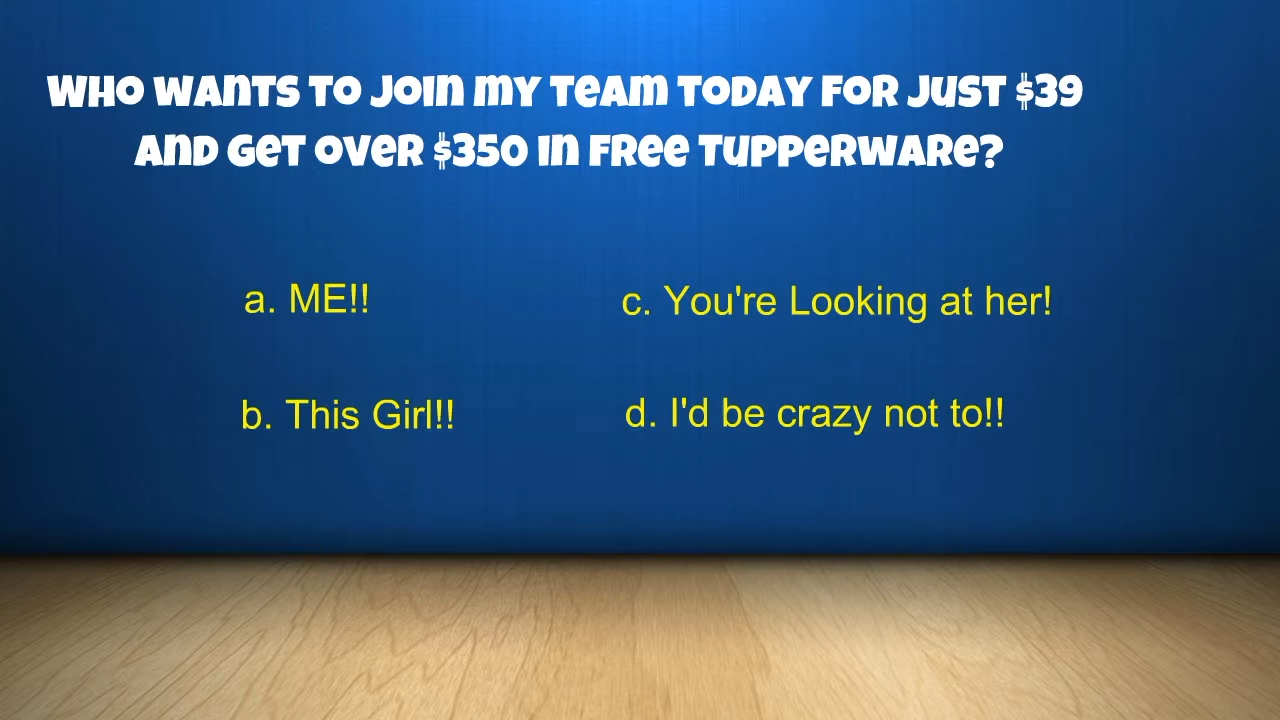 WHO WANTS TO JOIN MY TEAM TODAY FOR JUST $39
AND GET OVER $350 IN FREE TUPPERWARE?
a. ME!!
b. This Girl!!
c. You're Looking at her!
d. I'd be crazy not to!!